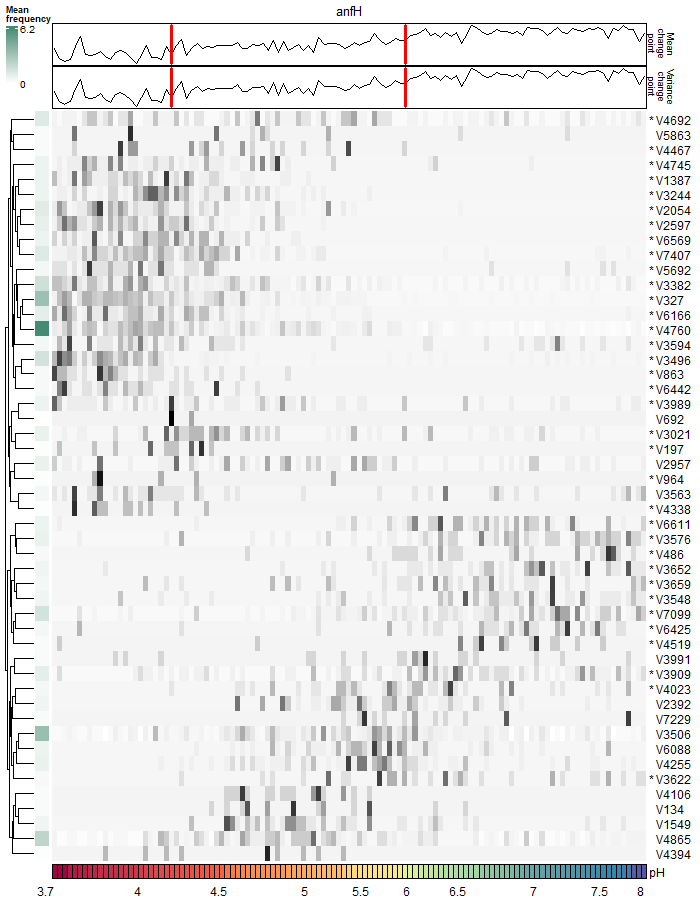 Mean
frequency
6.2
0
anfH
Mean
change
point
Variance
change
point
* V4692
V5863
* V4467
* V4745
* V1387
* V3244
* V2054
* V2597
* V6569
* V7407
* V5692
* V3382
* V327
* V6166
* V4760
* V3594
* V3496
* V863
* V6442
* V3989
V692
* V3021
* V197
V2957
* V964
V3563
* V4338
* V6611
* V3576
* V486
* V3652
* V3659
* V3548
* V7099
* V6425
* V4519
V3991
* V3909
* V4023
V2392
V7229
V3506
V6088
V4255
* V3622
V4106
V134
V1549
V4865
V4394
pH
3.7 4 4.5 5 5.5 6 6.5 7 7.5 8